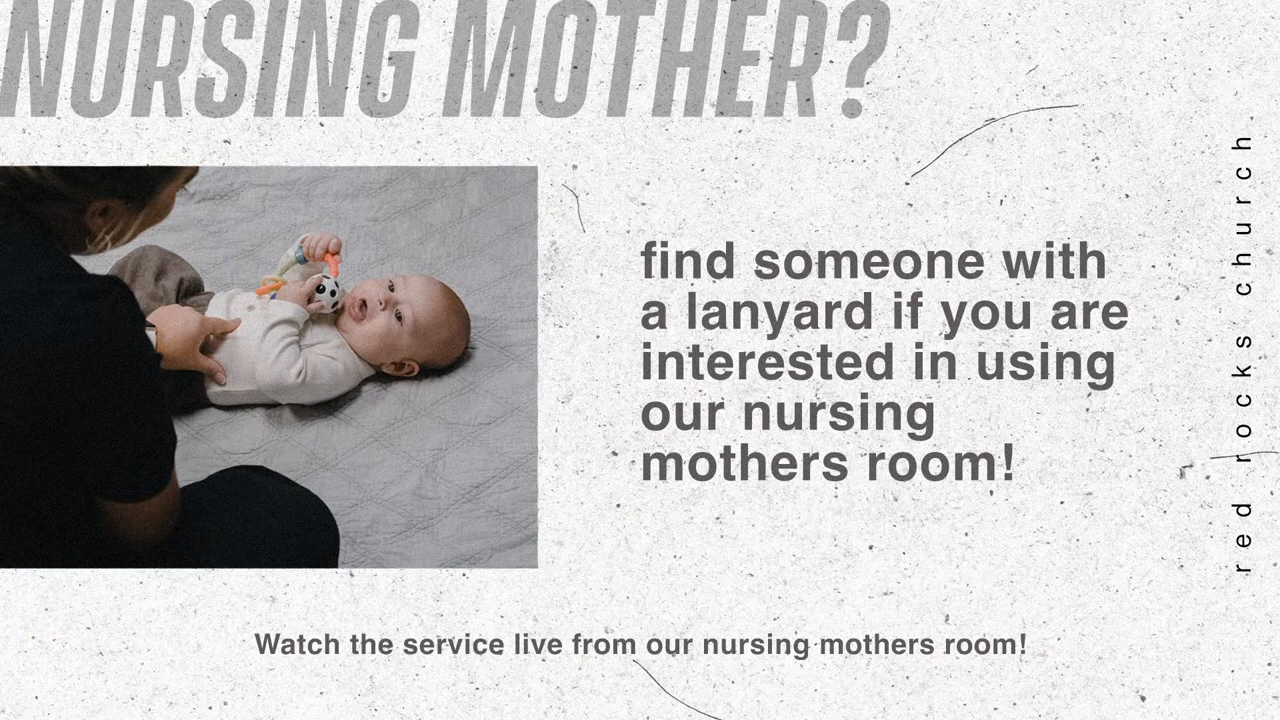 NURSING MOTHER?
find someone with
a lanyard if you are
interested in using
our nursing
mothers room!
red rocks church
Watch the service live from our nursing mothers room!